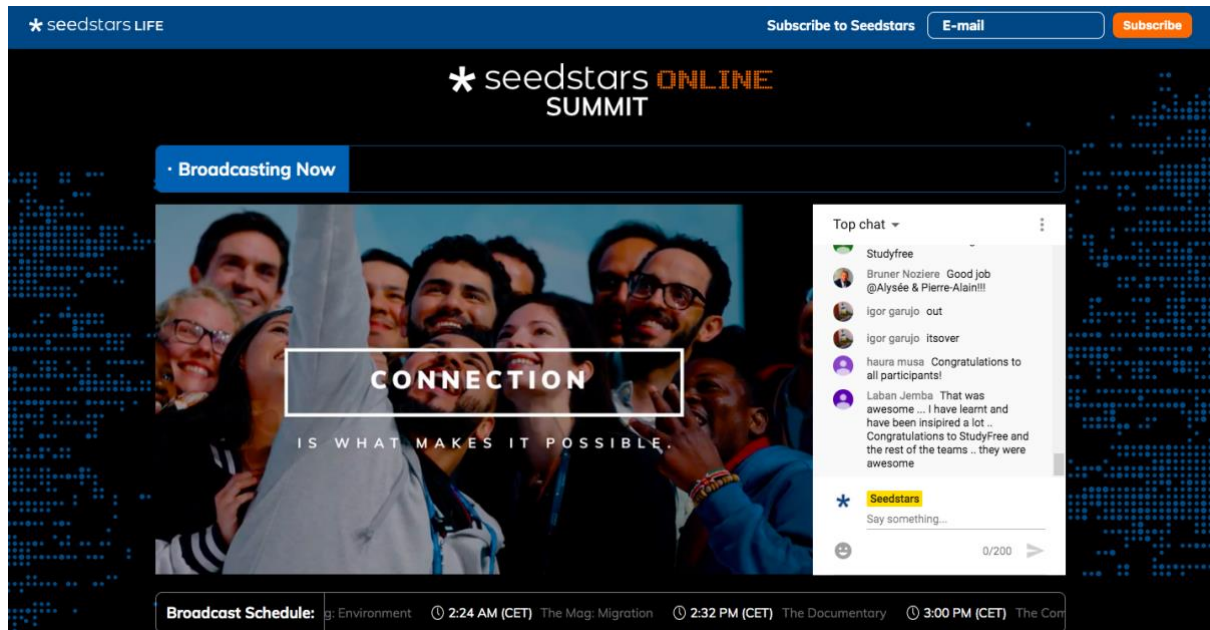 seedstars LIFE
Subscribe to Seedstars
E-mail
Subscribe
seedstars ONLINE
SUMMIT
· Broadcasting Now
CONNECTION
IS WHAT MAKES IT POSSIBLE.
Top chat
Studyfree
Bruner Noziere Good job
@Alysée & Pierre-Alain!!!
igor garujo out
igor garujo itsover
haura musa Congratulations to
all participants!
Laban Jemba That was
awesome ... I have learnt and
have been insipired a lot ..
Congratulations to StudyFree and
the rest of the teams .. they were
awesome
Seedstars
Say something...
0/200
Broadcast Schedule: g: Environment 2:24 AM (CET) The Mag: Migration 2:32 PM (CET) The Documentary 3:00 PM (CET) The Com